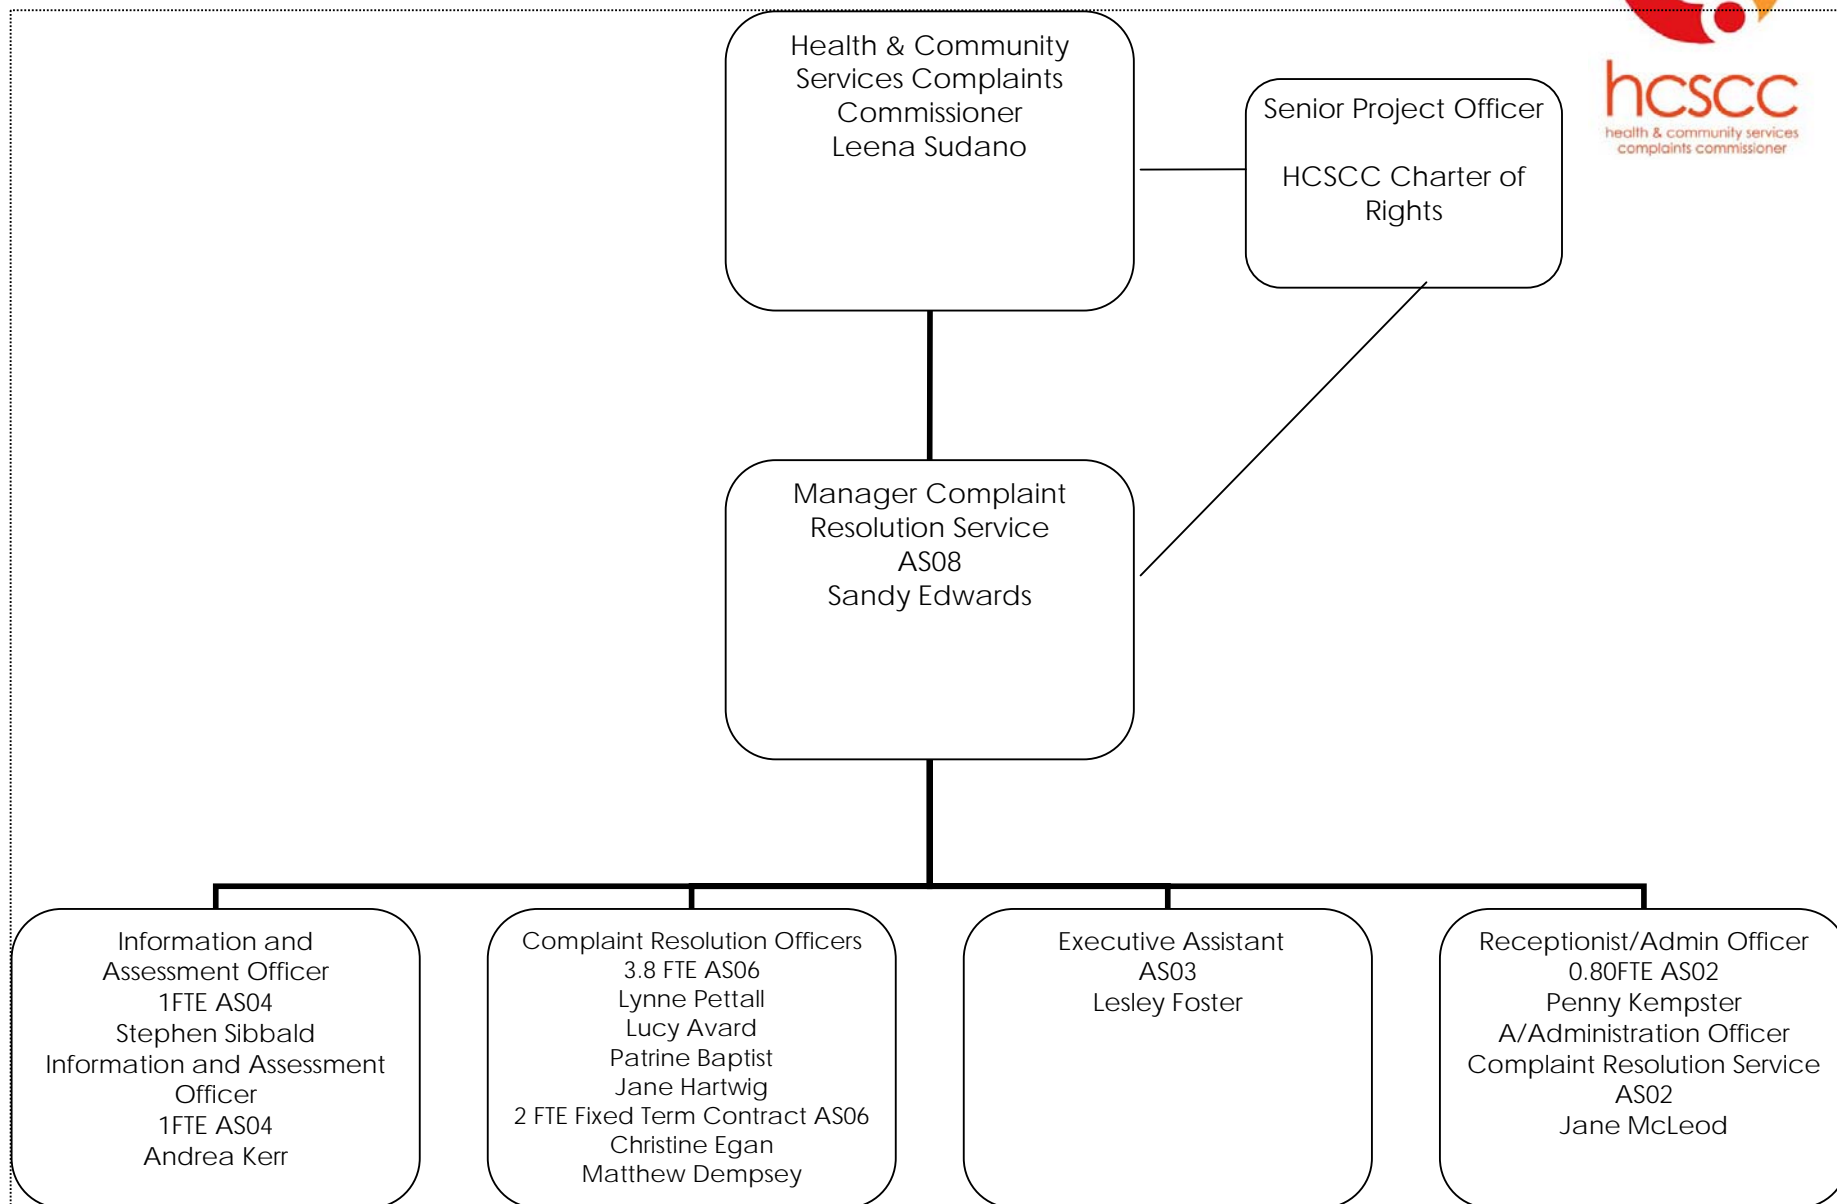 Health & Community
Services Complaints
Commissioner
Leena Sudano
Senior Project Officer
HCSCC Charter of
Rights
hcscc
health & community services
complaints commissioner
Manager Complaint
Resolution Service
AS08
Sandy Edwards
Information and
Assessment Officer
1FTE AS04
Stephen Sibbald
Information and Assessment
Officer
1FTE AS04
Andrea Kerr
Complaint Resolution Officers
3.8 FTE AS06
Lynne Pettall
Lucy Avard
Patrine Baptist
Jane Hartwig
2 FTE Fixed Term Contract AS06
Christine Egan
Matthew Dempsey
Executive Assistant
AS03
Lesley Foster
Receptionist/Admin Officer
0.80FTE AS02
Penny Kempster
A/Administration Officer
Complaint Resolution Service
AS02
Jane McLeod